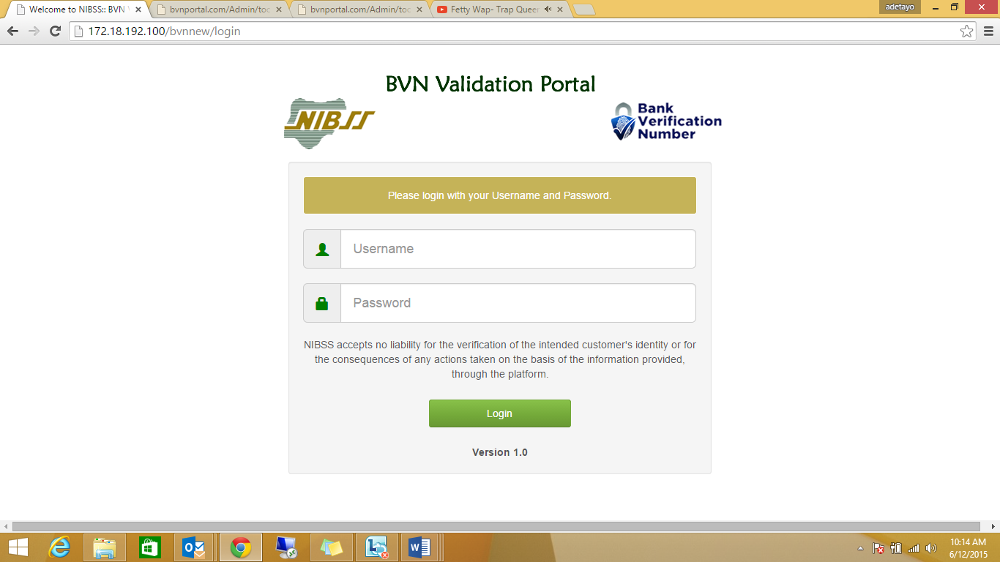 Welcome to NIBSS:: BVN V
bvnportal.com/Admin/too
bvnportal.com/Admin/too
Fetty Wap- Trap Queen
adetayo
172.18.192.100/bvnnew/login
BVN Validation Portal
NIBSS
Bank
Verification
Number
Please login with your Username and Password.
Username
Password
NIBSS accepts no liability for the verification of the intended customer's identity or for
the consequences of any actions taken on the basis of the information provided,
through the platform.
Login
Version 1.0
10:14 AM
6/12/2015